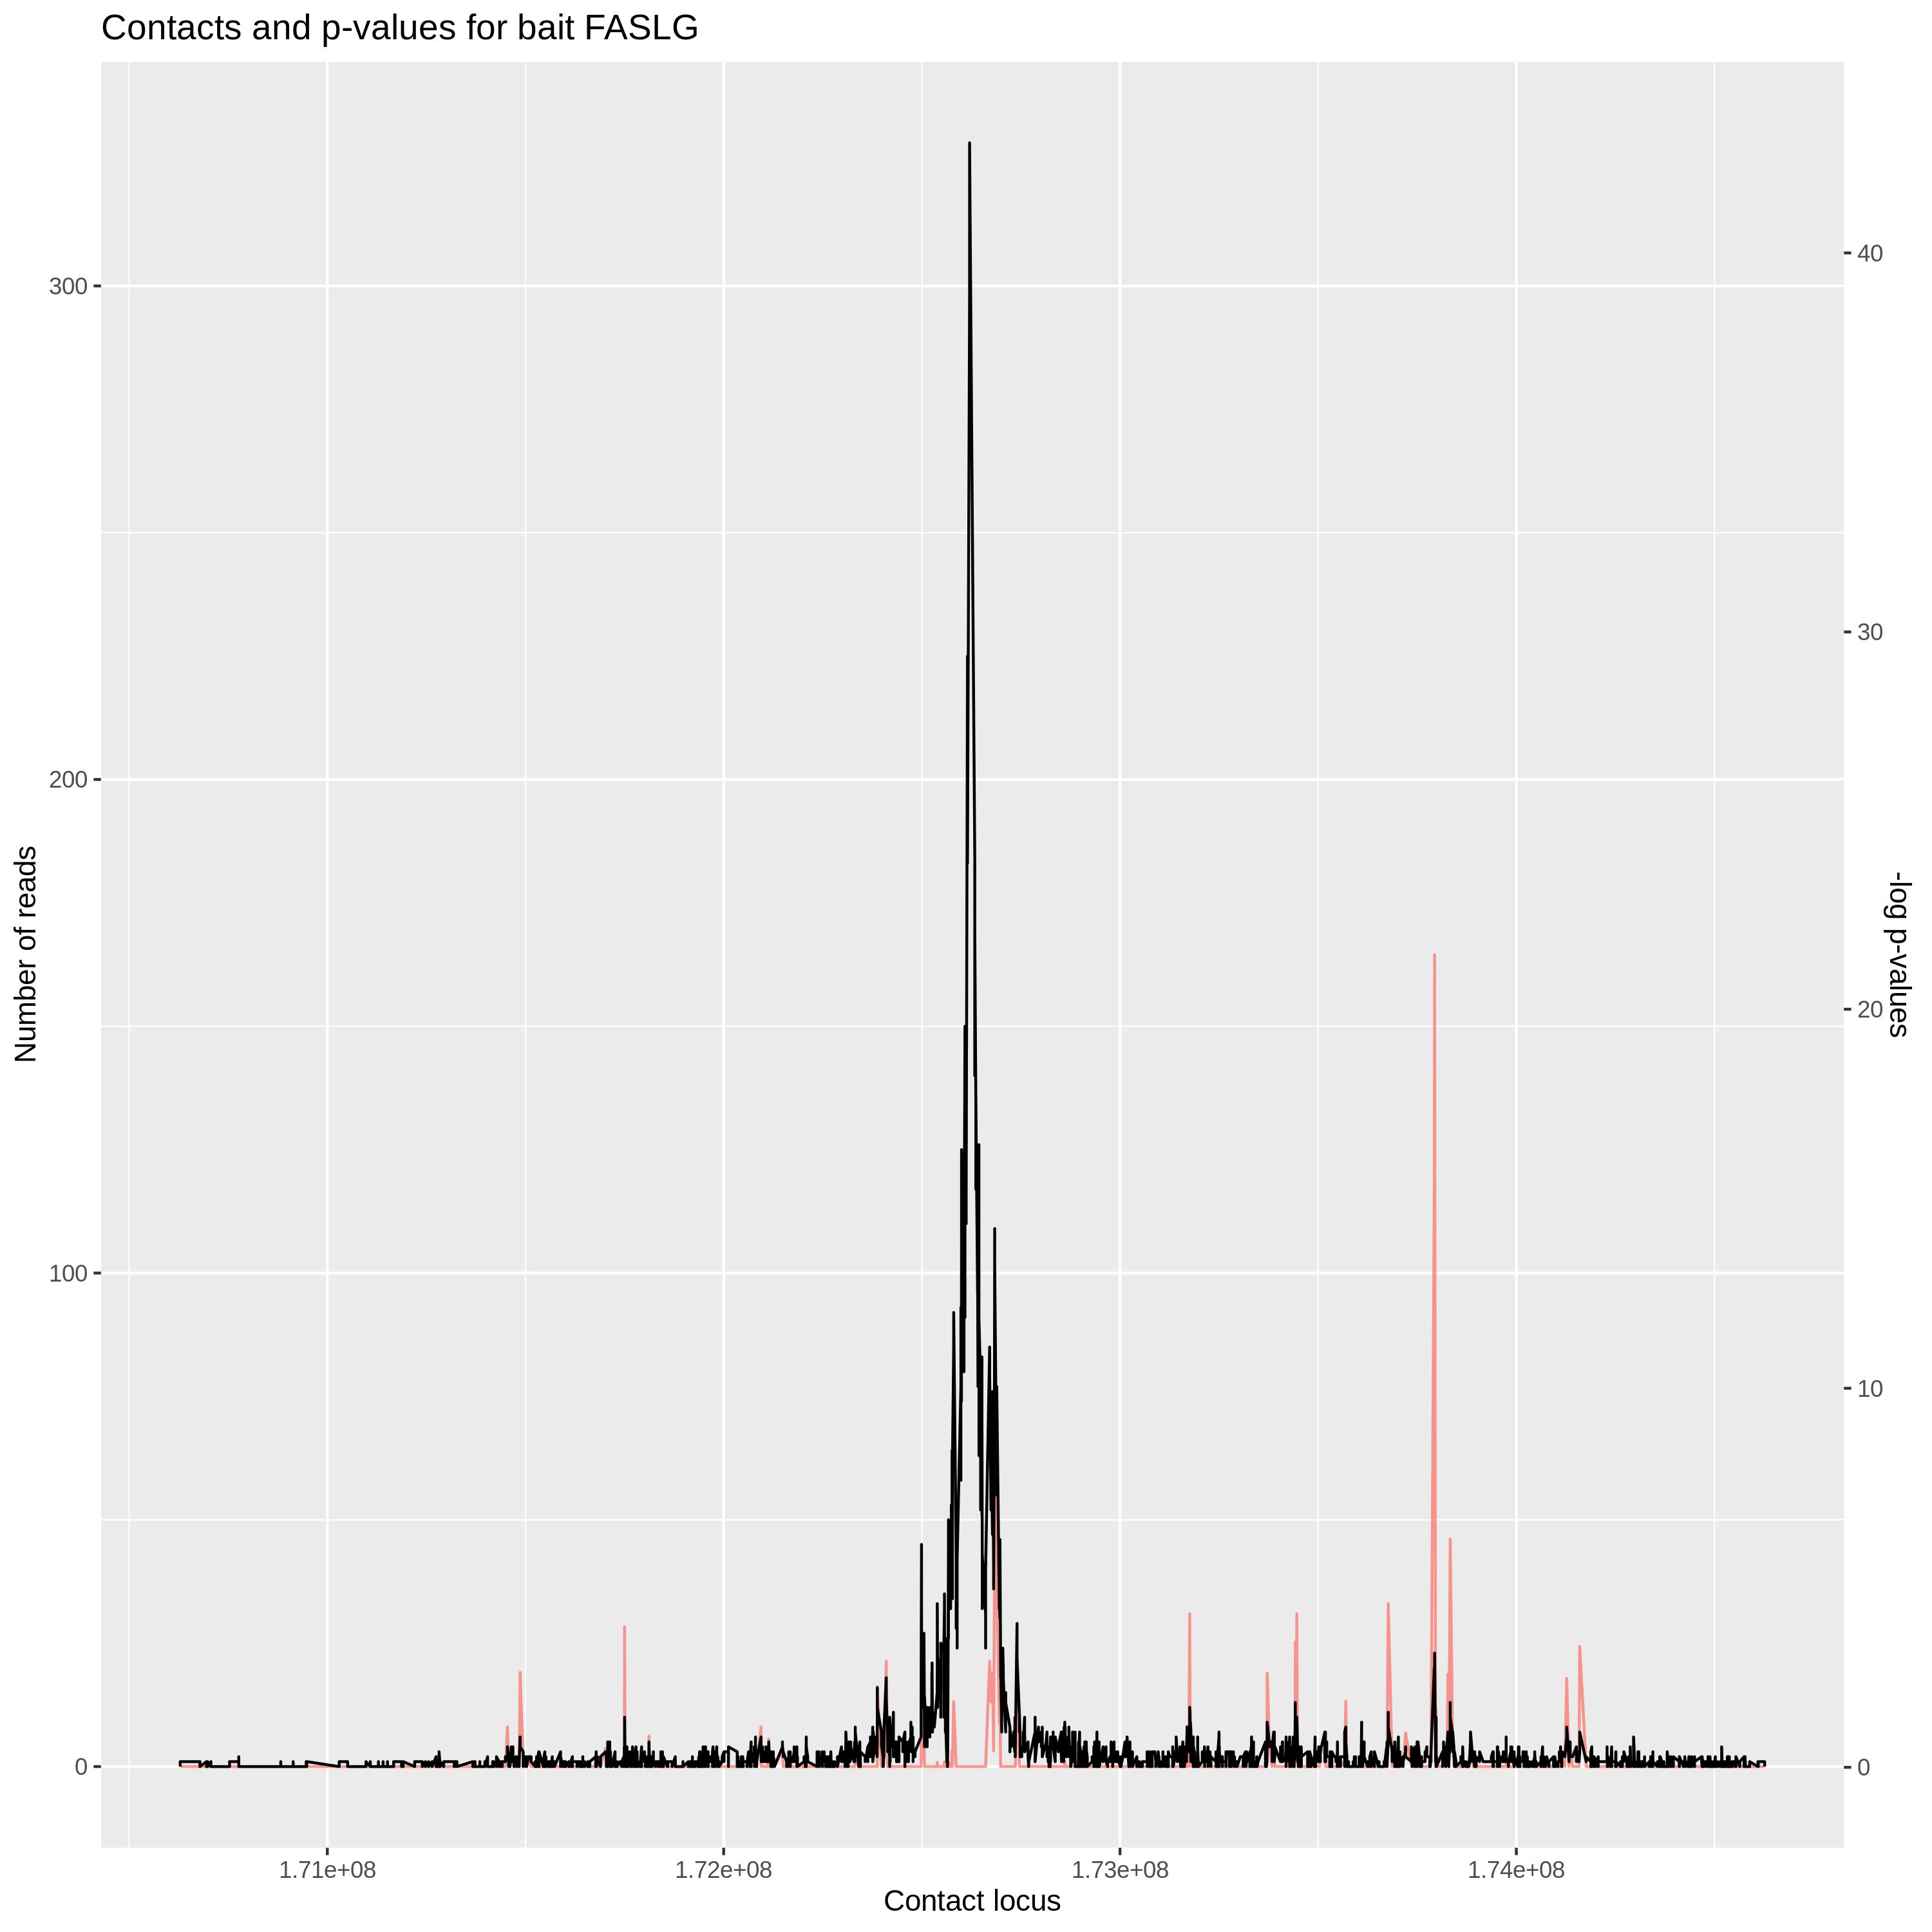 Contacts and p-values for bait FASLG
300
200
100
0
Number of reads
40
30
20
10
0
-log p-values
1.71e+08
1.72e+08
1.73e+08
1.74e+08
Contact locus